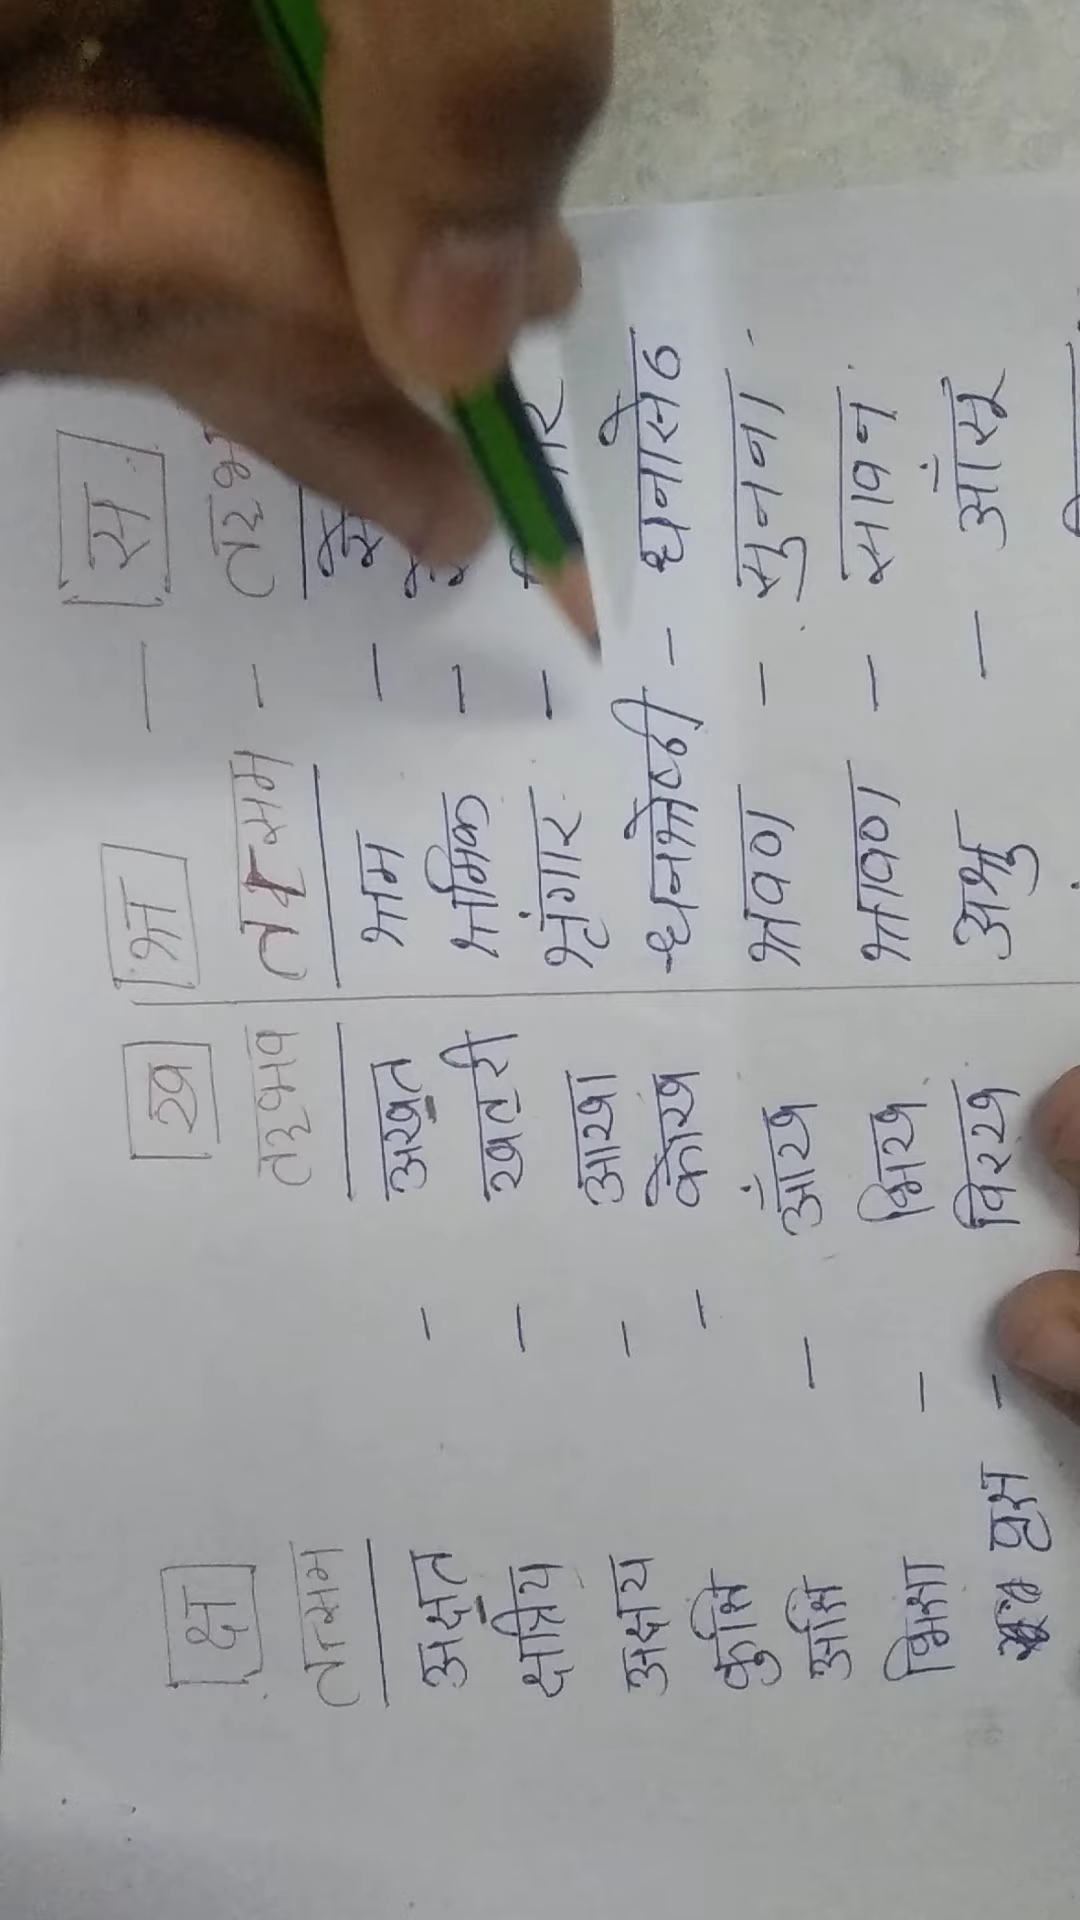 क्ष ख श्र — स
तत्सम तद्भव तत्सम — तद्भव
अक्षत - अखत श्रम -
क्षत्रिय - खतरी श्रमिक -
अक्षय - आखा श्रृंगार -
कुक्षि - कोख धनश्रेष्ठी - धनासेठ
अक्षि - आँख श्रवण - सुनना
भिक्षा - भिख श्रावण - सावन
वृक्ष - विरख अश्रु - आँसू